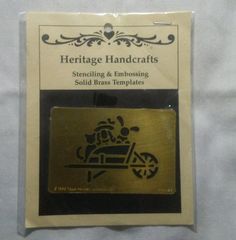 Heritage Handcrafts
Stenciling & Embossing
Solid Brass Templates